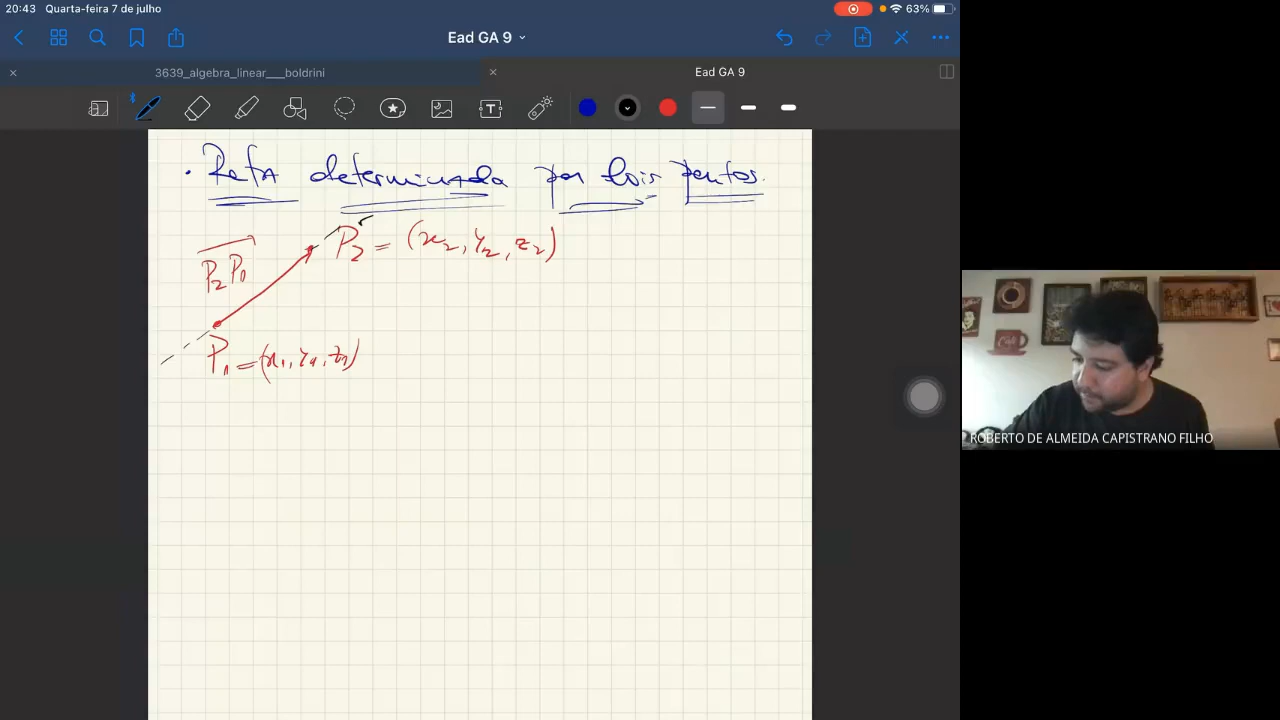 20:43 Quarta-feira 7 de julho
63%
Ead GA 9
3639_algebra_linear___boldrini
Ead GA 9
T
• Reta determinada por dois pontos.
P₂ = (x₂, y₂, z₂)
P₂P₁
P₁ = (x₁, y₁, z₁)
ROBERTO DE ALMEIDA CAPISTRANO FILHO